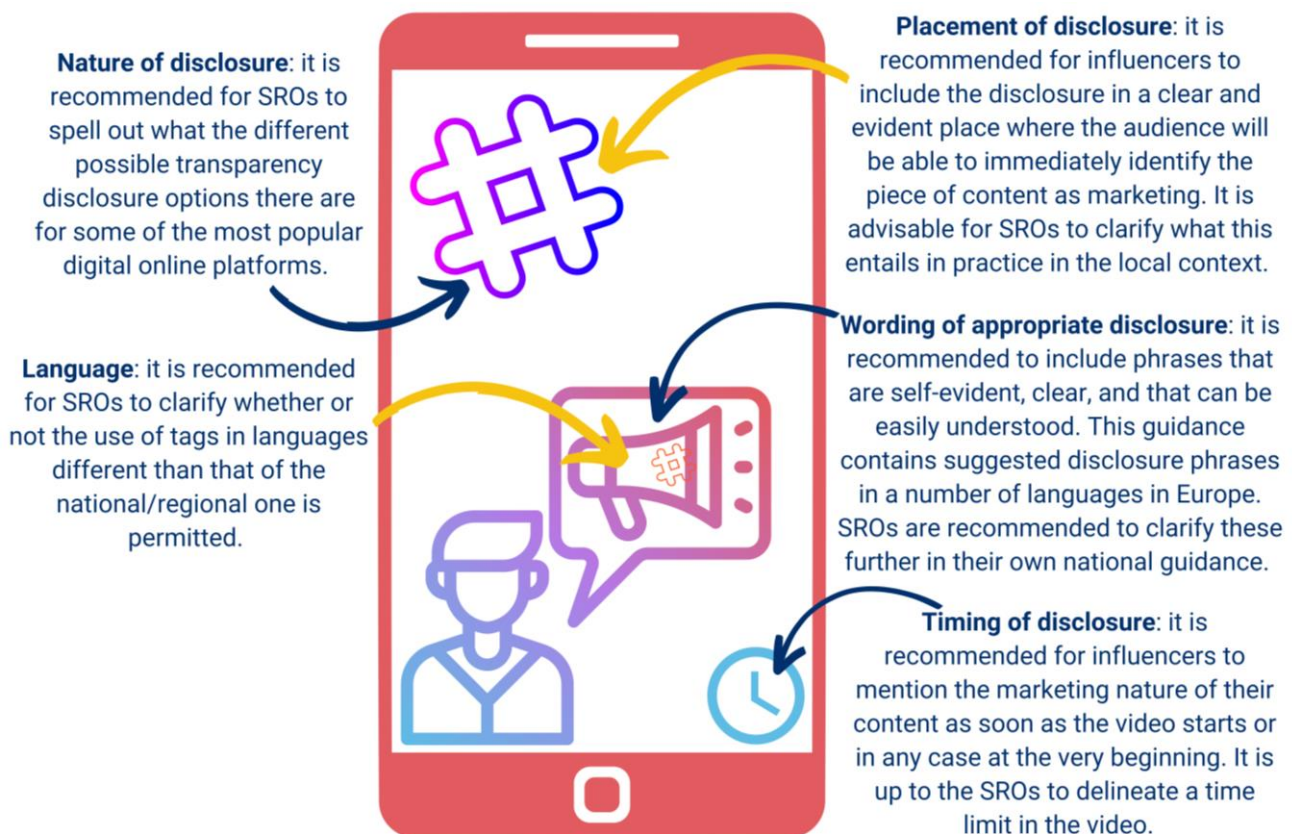 Nature of disclosure: it is
recommended for SROs to
spell out what the different
possible transparency
disclosure options there are
for some of the most popular
digital online platforms.
Language: it is recommended
for SROs to clarify whether or
not the use of tags in languages
different than that of the
national/regional one is
permitted.
Placement of disclosure: it is
recommended for influencers to
include the disclosure in a clear and
evident place where the audience will
be able to immediately identify the
piece of content as marketing. It is
advisable for SROs to clarify what this
entails in practice in the local context.
Wording of appropriate disclosure: it is
recommended to include phrases that
are self-evident, clear, and that can be
easily understood. This guidance
contains suggested disclosure phrases
in a number of languages in Europe.
SROs are recommended to clarify these
further in their own national guidance.
Timing of disclosure: it is
recommended for influencers to
mention the marketing nature of their
content as soon as the video starts or
in any case at the very beginning. It is
up to the SROs to delineate a time
limit in the video.